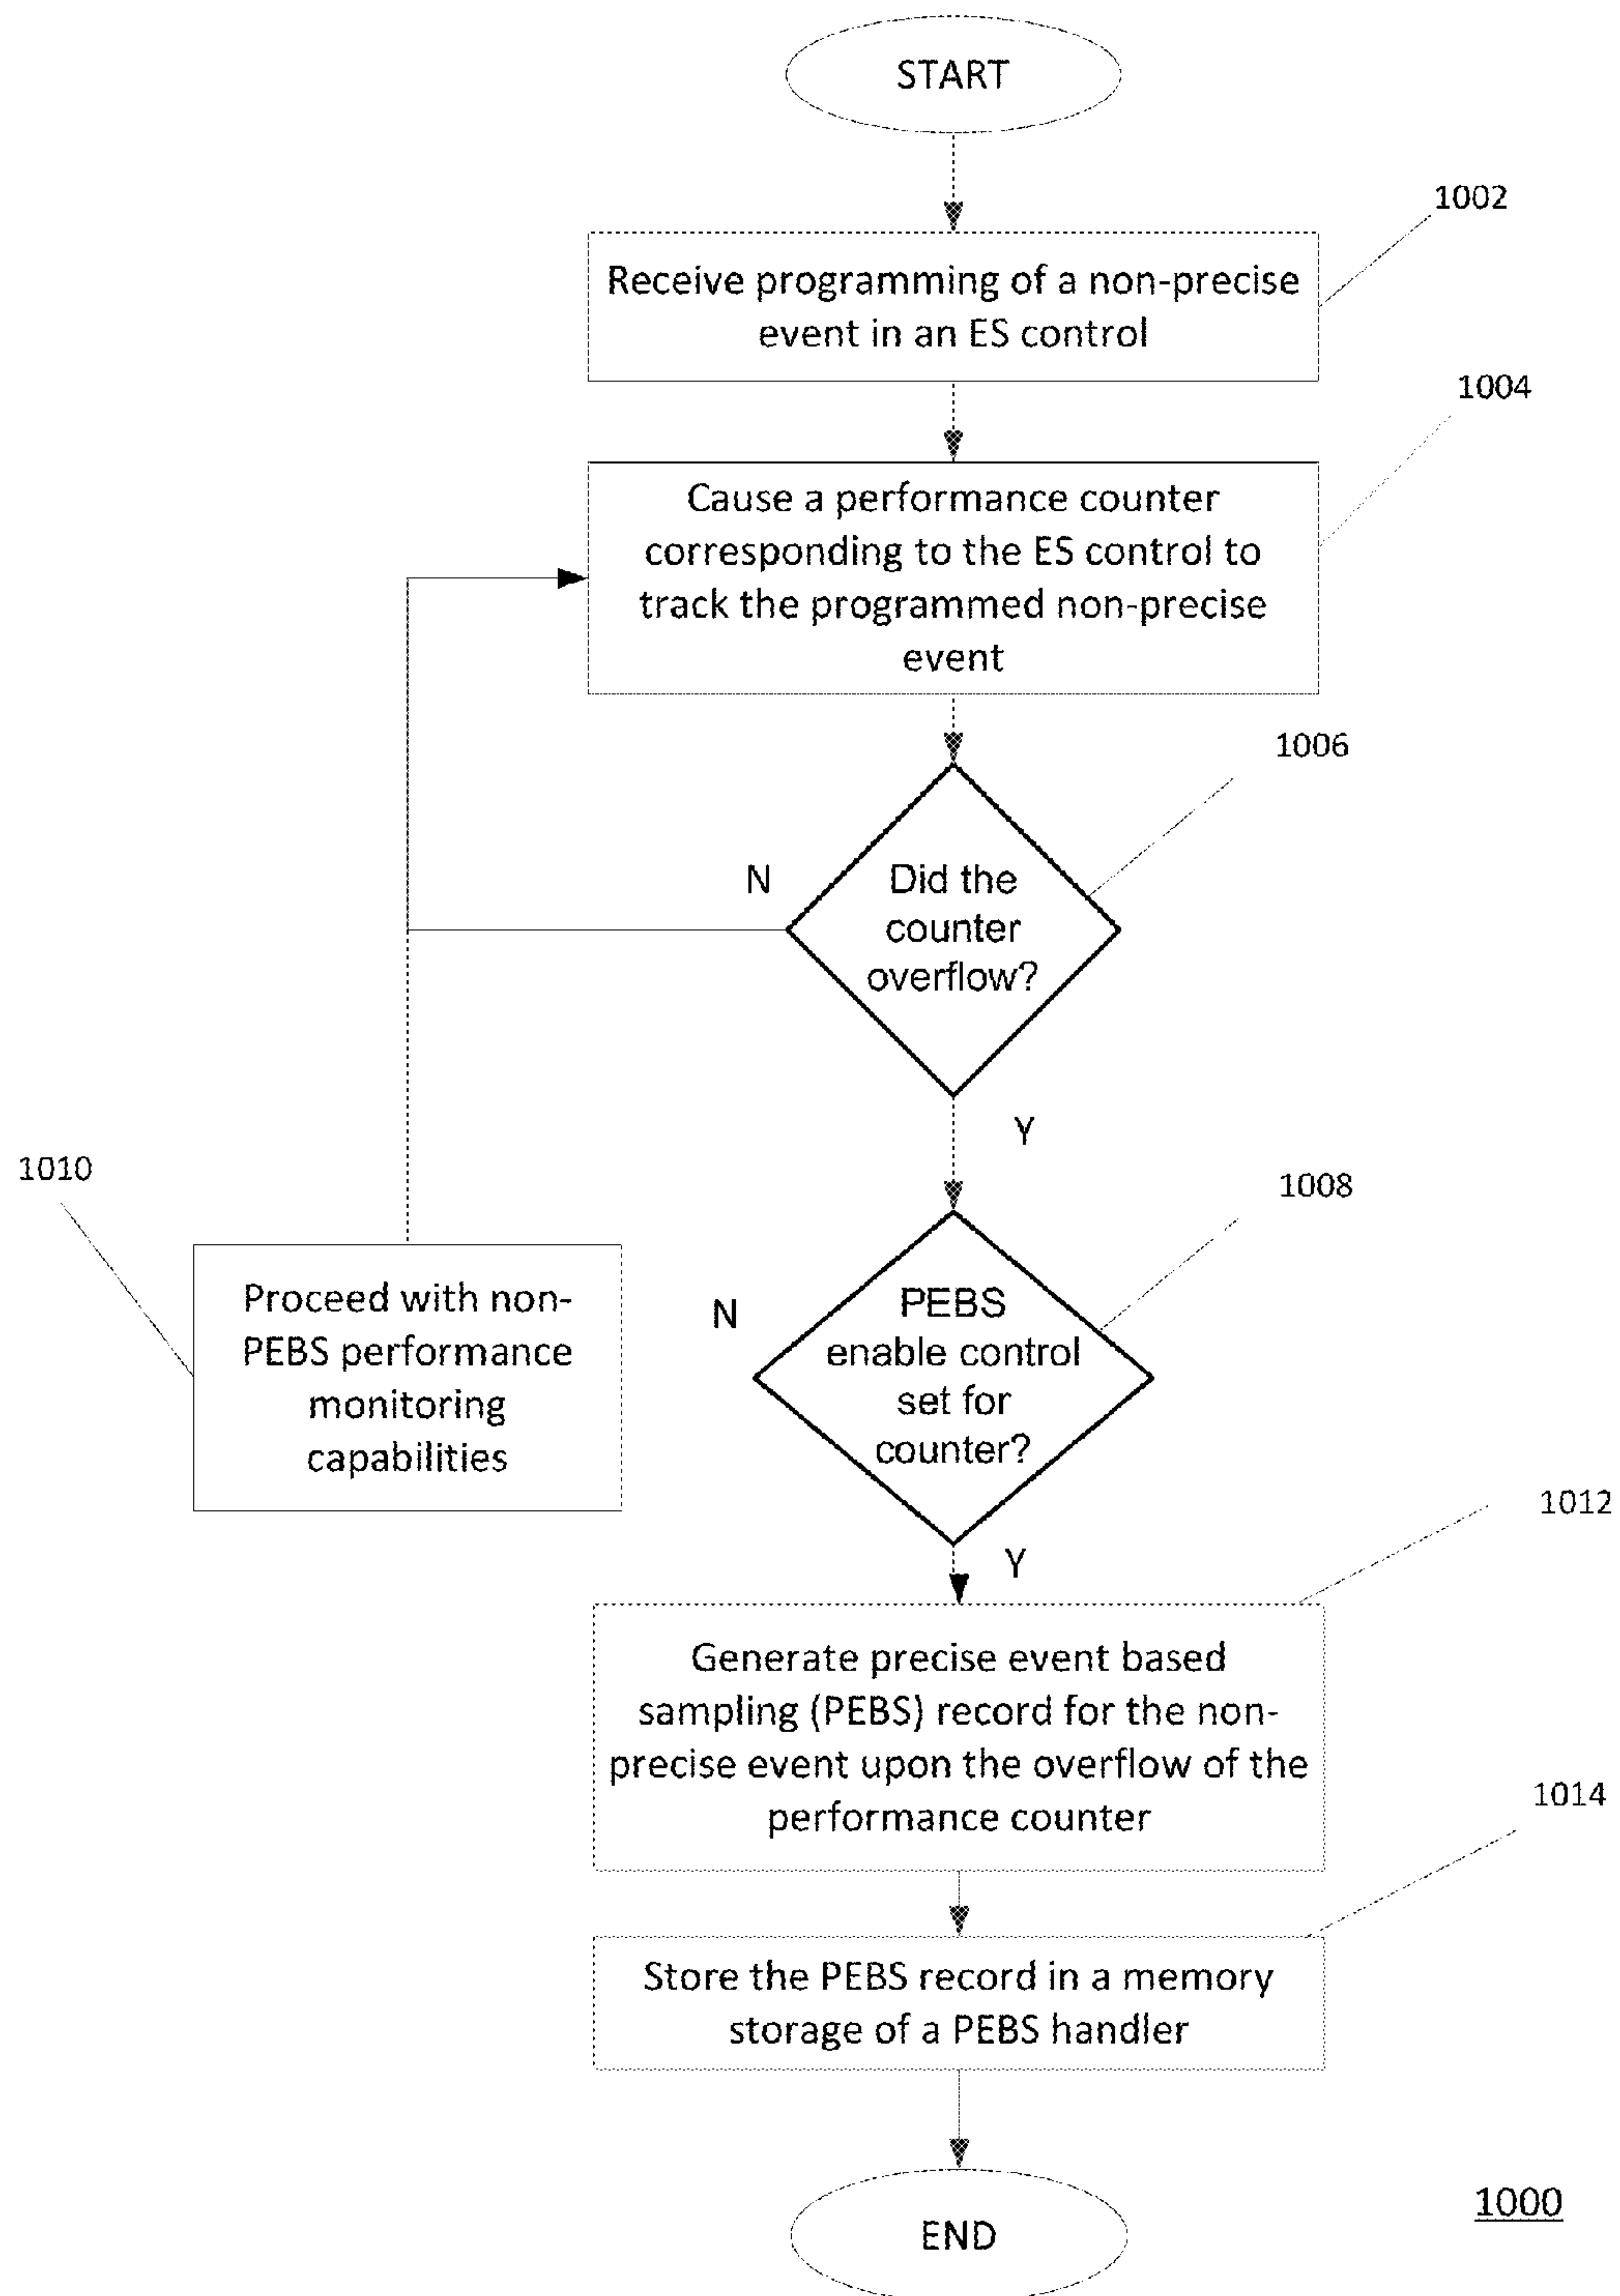 START
1002
Receive programming of a non-precise
event in an ES control
1004
Cause a performance counter
corresponding to the ES control to
track the programmed non-precise
event
1006
N
Did the
counter
overflow?
Y
1010
1008
Proceed with non-
PEBS performance
monitoring
capabilities
N
PEBS
enable control
set for
counter?
1012
Y
Generate precise event based
sampling (PEBS) record for the non-
precise event upon the overflow of the
performance counter
1014
Store the PEBS record in a memory
storage of a PEBS handler
1000
END